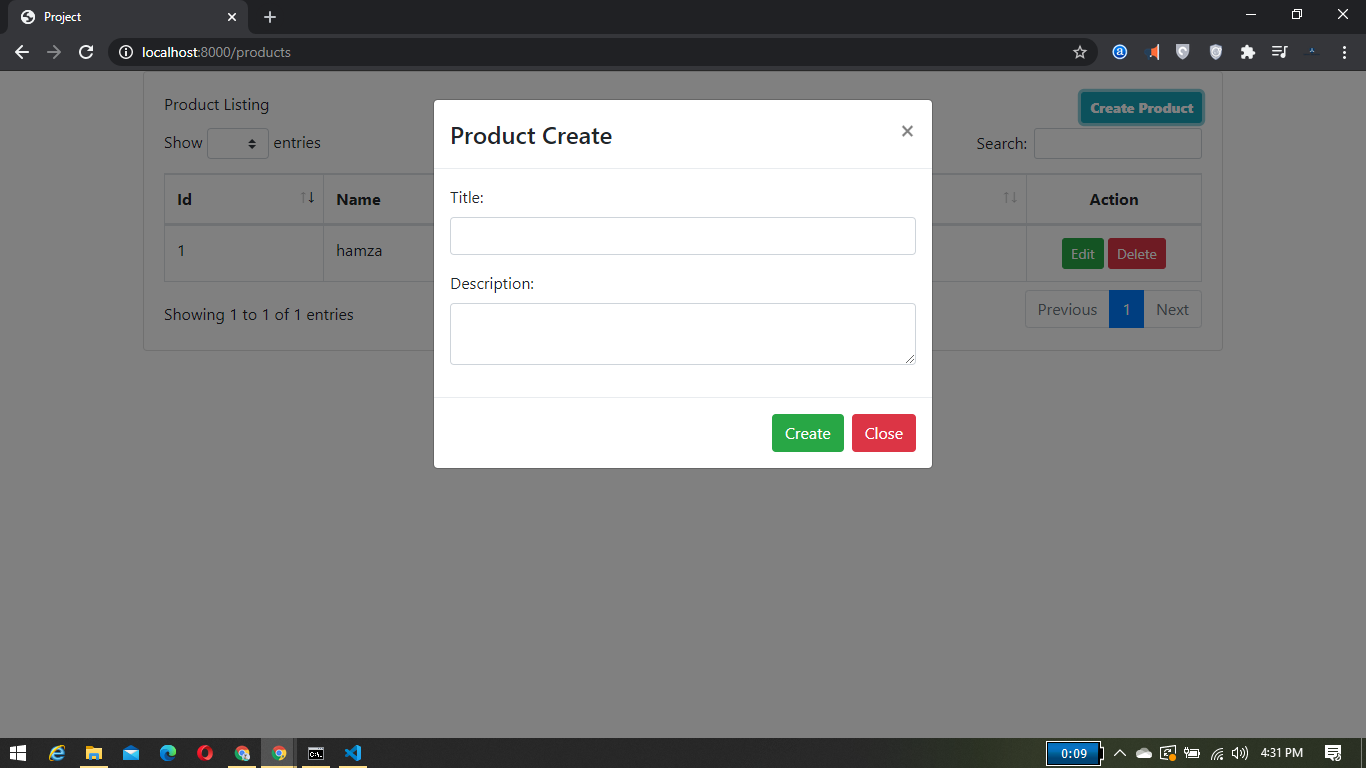 Project
localhost:8000/products
Product Listing
Create Product
Show entries
Search:
Id Name Action
1 hamza Edit Delete
Showing 1 to 1 of 1 entries
Previous 1 Next
Product Create ×
Title:
Description:
Create Close
0:09
4:31 PM